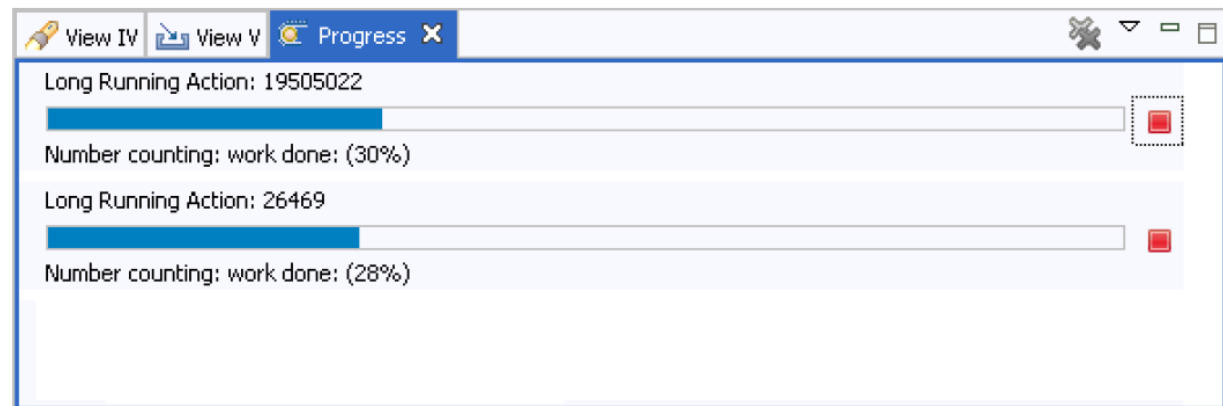 View IV View V Progress
Long Running Action: 19505022
Number counting: work done: (30%)
Long Running Action: 26469
Number counting: work done: (28%)